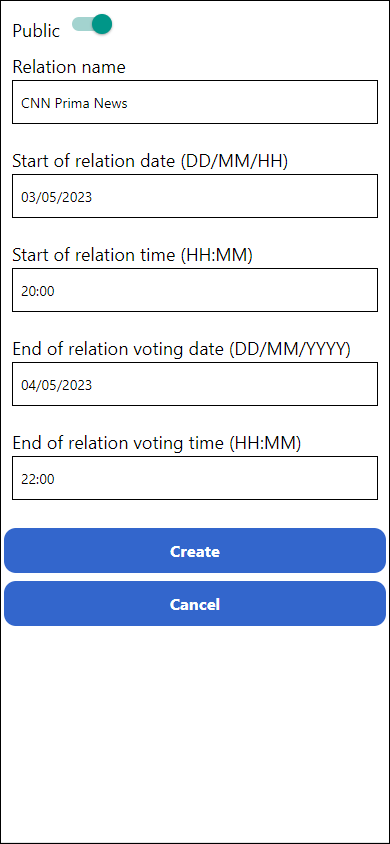 Public
Relation name
CNN Prima News
Start of relation date (DD/MM/HH)
03/05/2023
Start of relation time (HH:MM)
20:00
End of relation voting date (DD/MM/YYYY)
04/05/2023
End of relation voting time (HH:MM)
22:00
Create
Cancel